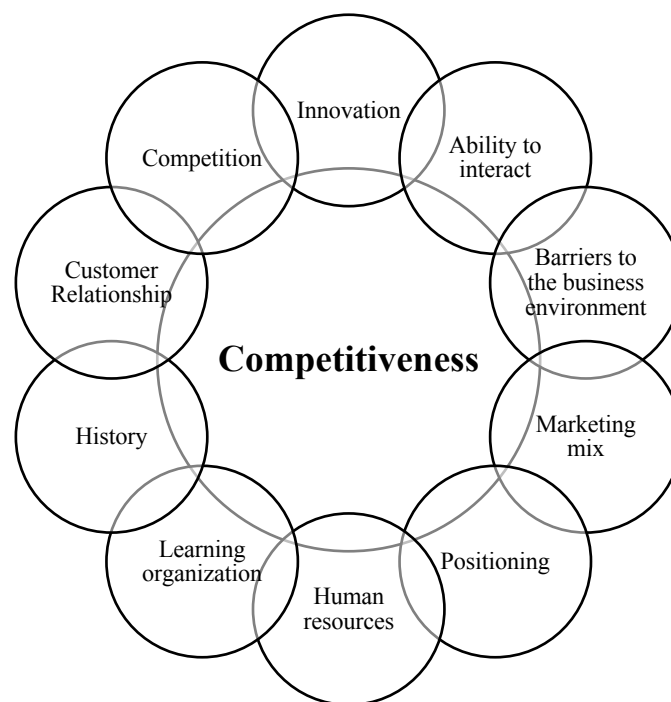 Innovation
Ability to
interact
Barriers to
the business
environment
Marketing
mix
Positioning
Human
resources
Learning
organization
History
Customer
Relationship
Competition
Competitiveness